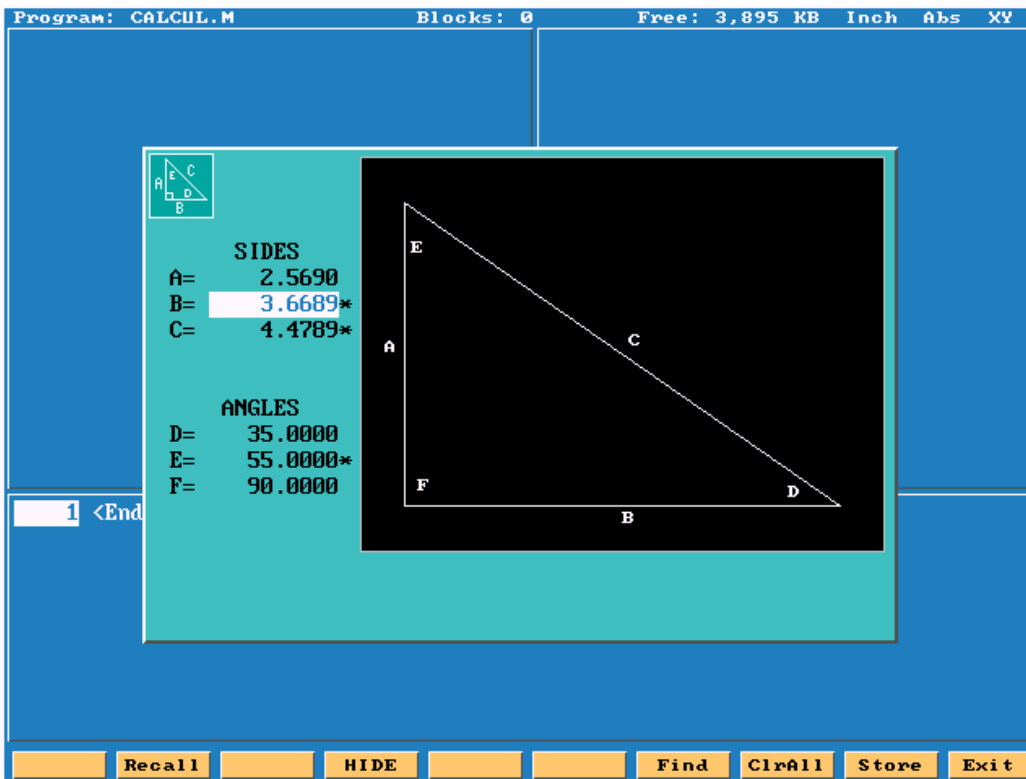 Program: CALCUL.M Blocks: 0 Free: 3,895 KB Inch Abs XY
A E C D B
SIDES
A= 2.5690
B= 3.6689*
C= 4.4789*
ANGLES
D= 35.0000
E= 55.0000*
F= 90.0000
E
A
C
F
D
B
1 <End
Recall HIDE Find ClrAll Store Exit